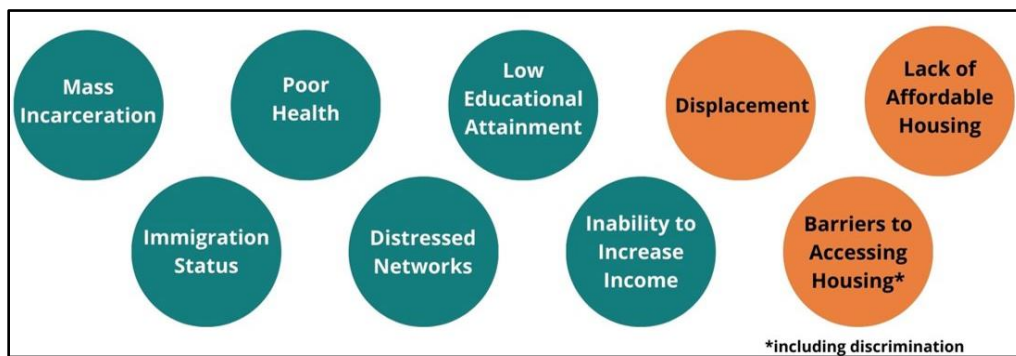 Mass
Incarceration
Poor
Health
Low
Educational
Attainment
Displacement
Lack of
Affordable
Housing
Immigration
Status
Distressed
Networks
Inability to
Increase
Income
Barriers to
Accessing
Housing*
*including discrimination